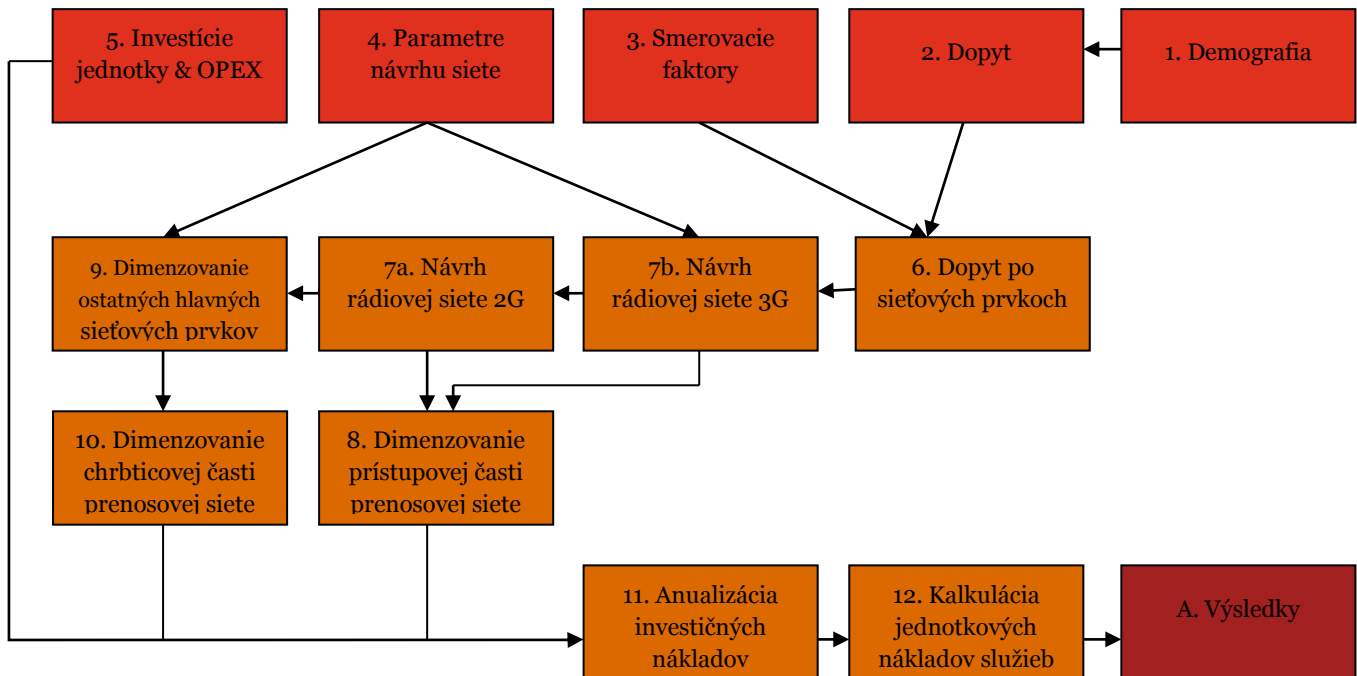 5. Investície
jednotky & OPEX
4. Parametre
návrhu siete
3. Smerovacie
faktory
2. Dopyt
1. Demografia
9. Dimenzovanie
ostatných hlavných
sieťových prvkov
7a. Návrh
rádiovej siete 2G
7b. Návrh
rádiovej siete 3G
6. Dopyt po
sieťových prvkoch
10. Dimenzovanie
chrbticovej časti
prenosovej siete
8. Dimenzovanie
prístupovej časti
prenosovej siete
11. Anualizácia
investičných
nákladov
12. Kalkulácia
jednotkových
nákladov služieb
A. Výsledky